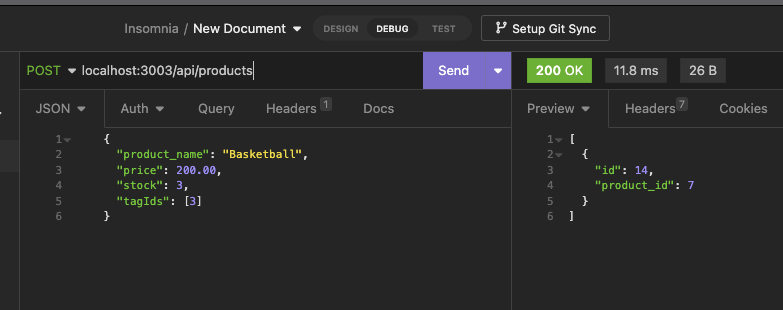 Insomnia / New Document DESIGN DEBUG TEST Setup Git Sync
POST localhost:3003/api/products Send 200 OK 11.8 ms 26 B
JSON Auth Query Headers 1 Docs Preview Headers 7 Cookies
1 {
2 "product_name": "Basketball",
3 "price": 200.00,
4 "stock": 3,
5 "tagIds": [3]
6 }
1 [
2 {
3 "id": 14,
4 "product_id": 7
5 }
6 ]